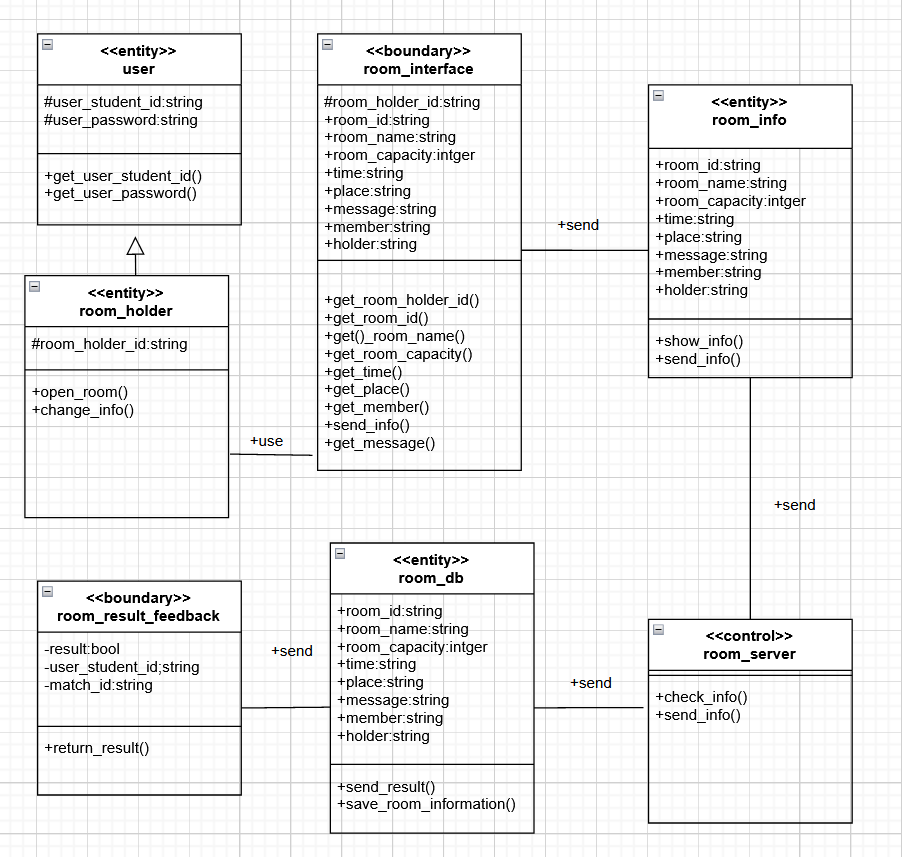 <<entity>>
user
#user_student_id:string
#user_password:string
+get_user_student_id()
+get_user_password()
<<entity>>
room_holder
#room_holder_id:string
+open_room()
+change_info()
+use
<<boundary>>
room_interface
#room_holder_id:string
+room_id:string
+room_name:string
+room_capacity:intger
+time:string
+place:string
+message:string
+member:string
+holder:string
+get_room_holder_id()
+get_room_id()
+get()_room_name()
+get_room_capacity()
+get_time()
+get_place()
+get_member()
+send_info()
+get_message()
+send
<<entity>>
room_info
+room_id:string
+room_name:string
+room_capacity:intger
+time:string
+place:string
+message:string
+member:string
+holder:string
+show_info()
+send_info()
+send
<<boundary>>
room_result_feedback
-result:bool
-user_student_id;string
-match_id:string
+return_result()
+send
<<entity>>
room_db
+room_id:string
+room_name:string
+room_capacity:intger
+time:string
+place:string
+message:string
+member:string
+holder:string
+send_result()
+save_room_information()
+send
<<control>>
room_server
+check_info()
+send_info()